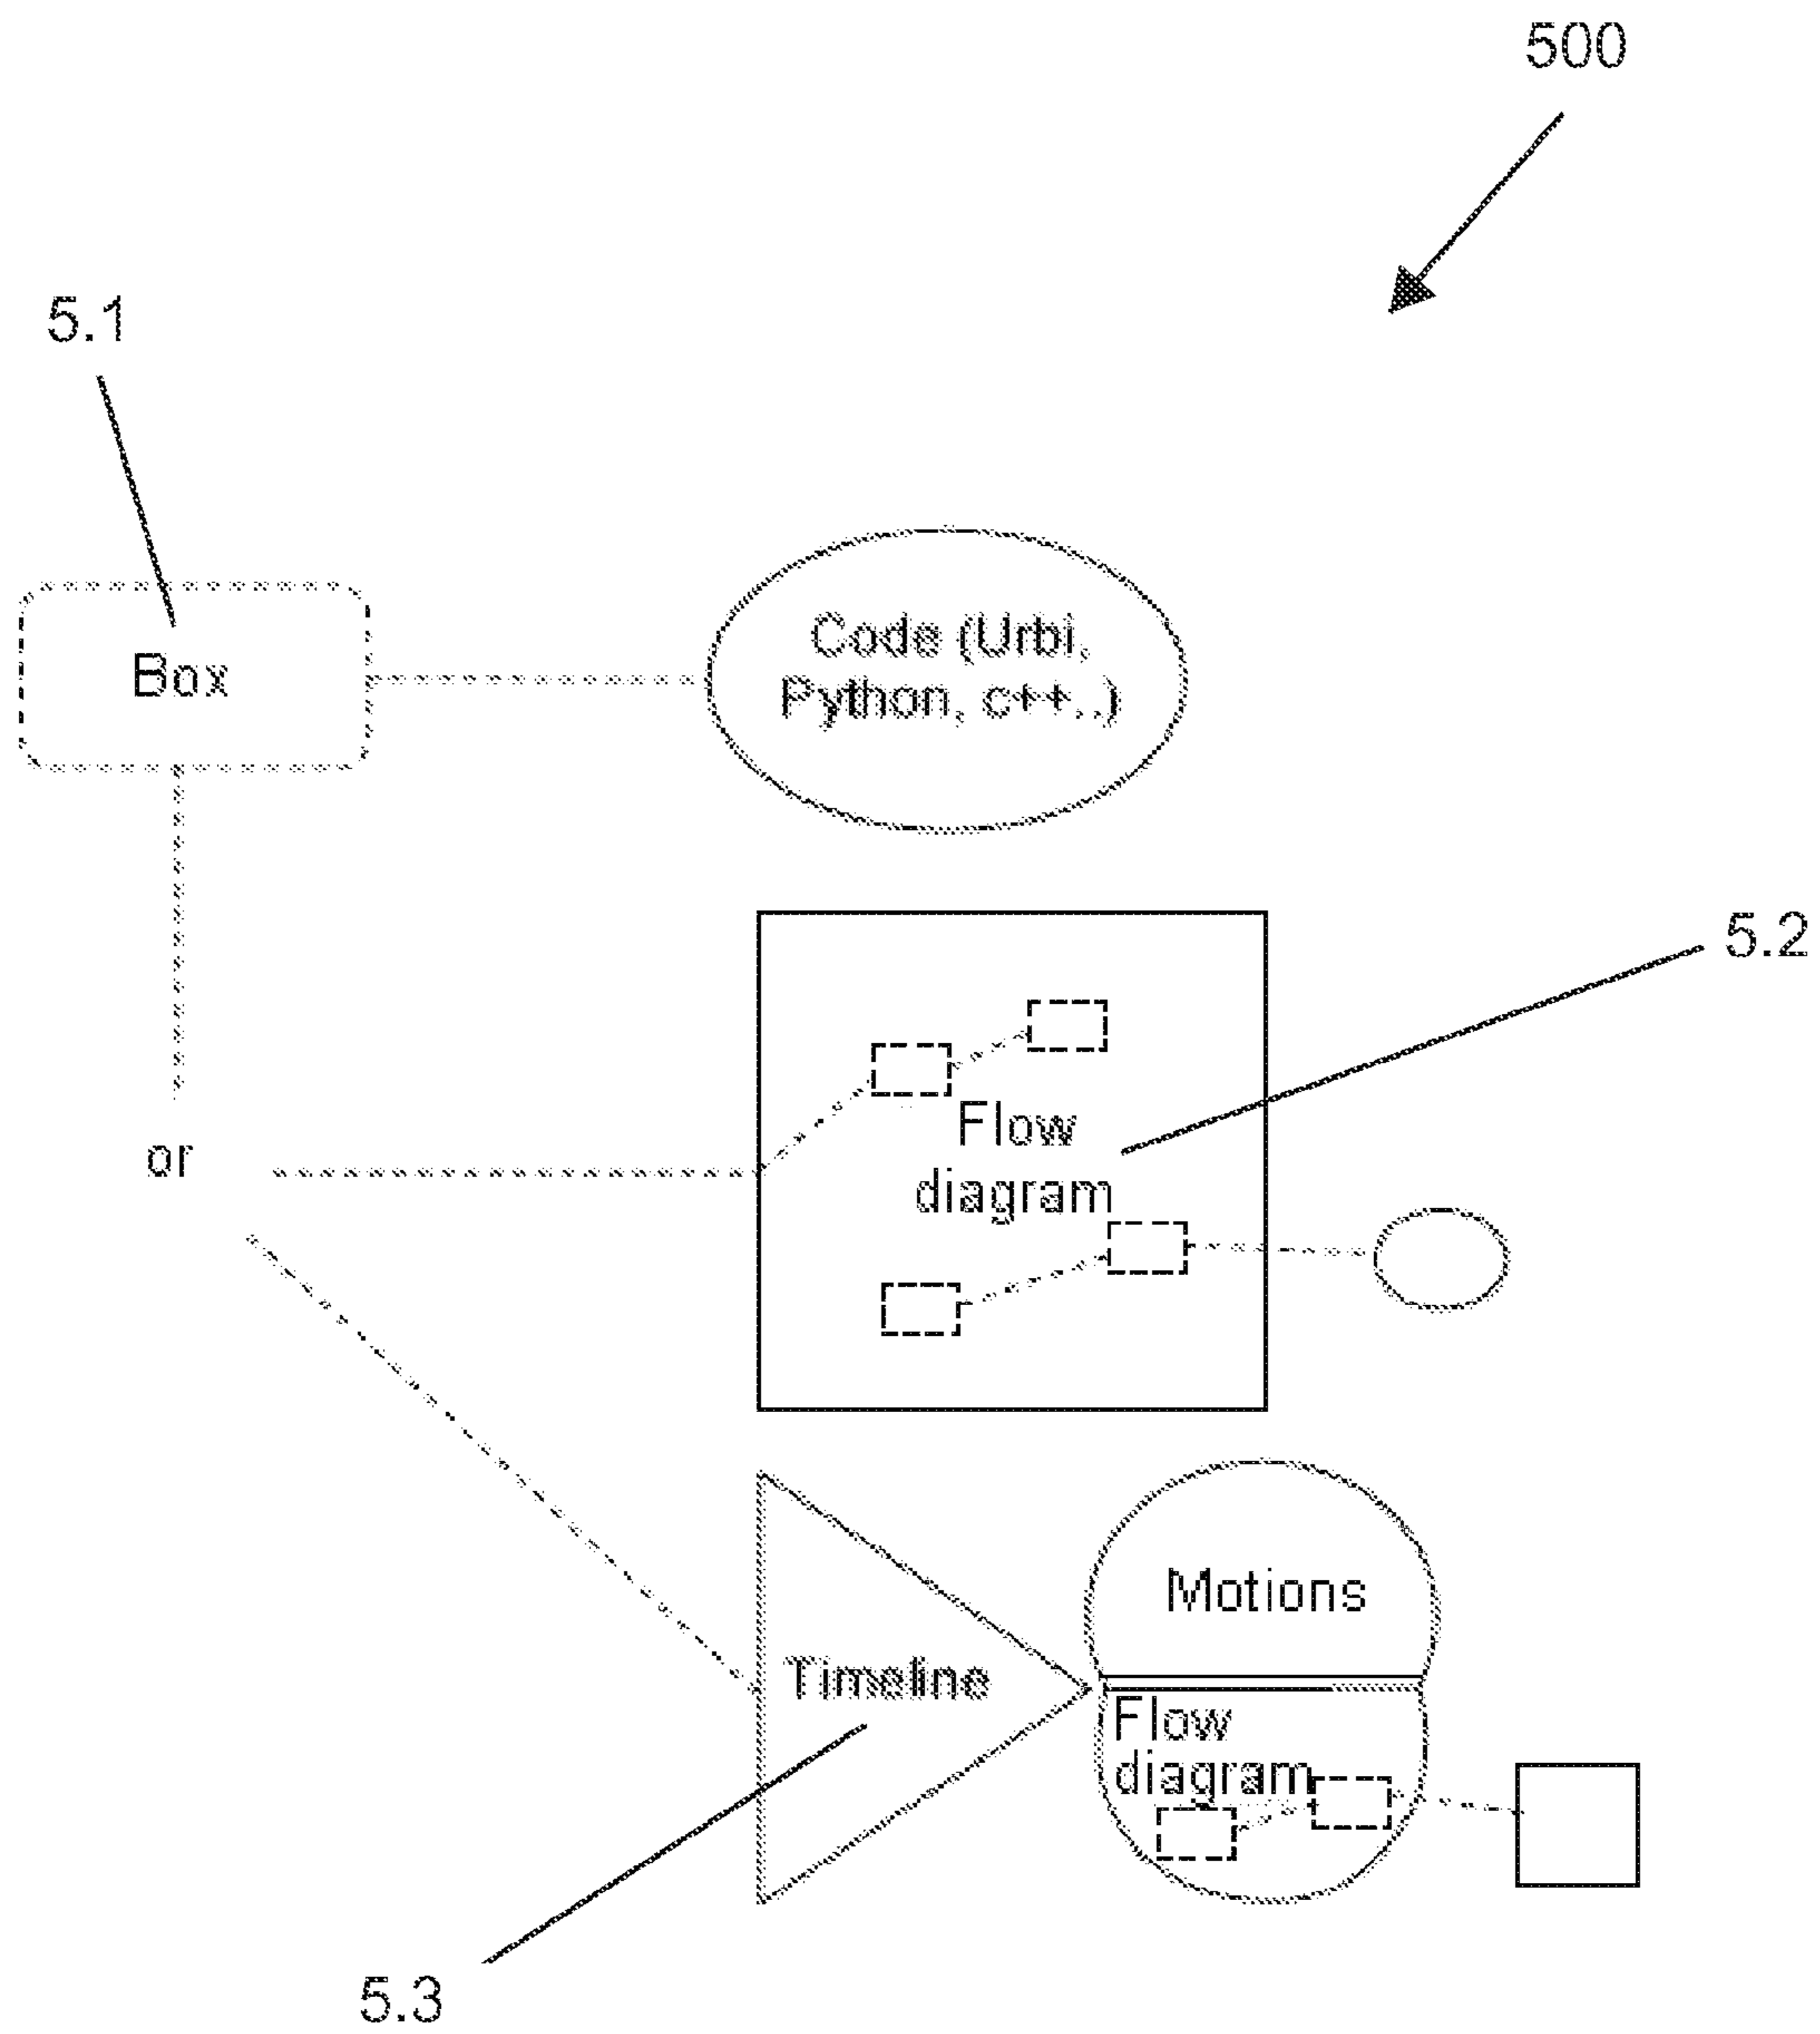 500
5.1
Code (Urbi,
Python, c++..)
Box
5.2
Flow
diagram
or
Motions
Timeline
Flow
diagram
5.3